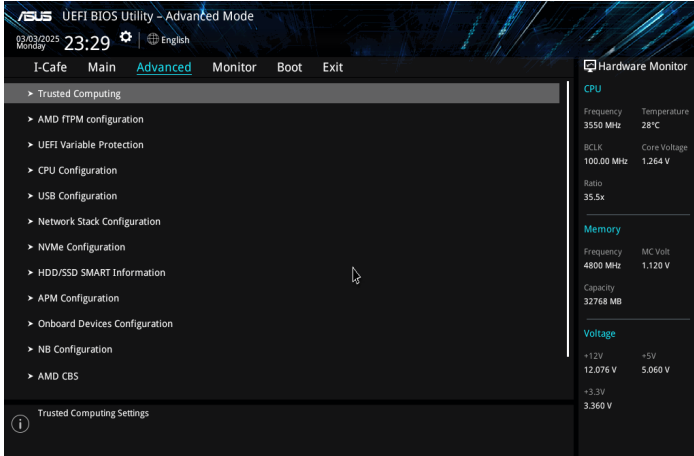 ASUS UEFI BIOS Utility – Advanced Mode
03/03/2025
Monday
23:29
English
I-Cafe Main Advanced Monitor Boot Exit
Trusted Computing
AMD fTPM configuration
UEFI Variable Protection
CPU Configuration
USB Configuration
Network Stack Configuration
NVMe Configuration
HDD/SSD SMART Information
APM Configuration
Onboard Devices Configuration
NB Configuration
AMD CBS
Trusted Computing Settings
Hardware Monitor
CPU
Frequency Temperature
3550 MHz 28°C
BCLK Core Voltage
100.00 MHz 1.264 V
Ratio
35.5x
Memory
Frequency MC Volt
4800 MHz 1.120 V
Capacity
32768 MB
Voltage
+12V +5V
12.076 V 5.060 V
+3.3V
3.360 V